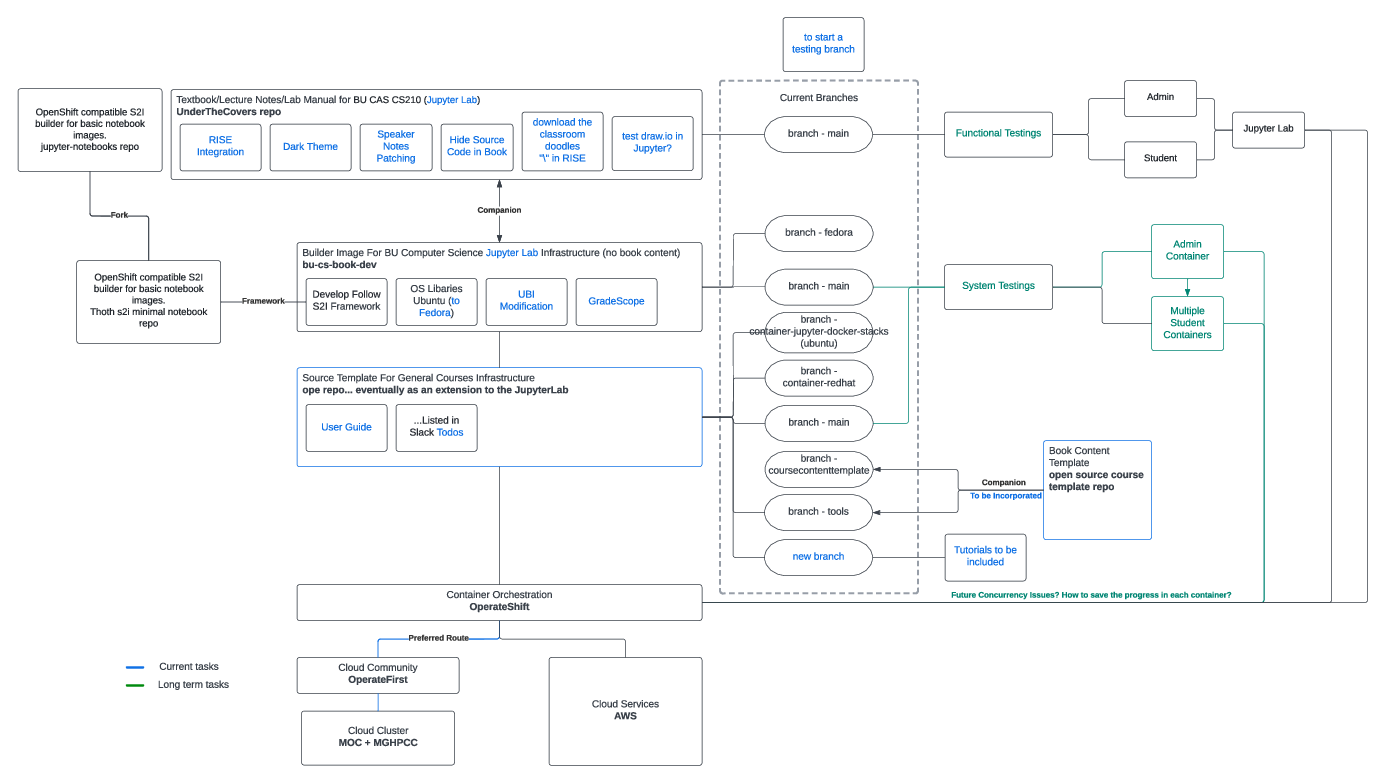 to start a
testing branch
OpenShift compatible S2I
builder for basic notebook
images.
jupyter-notebooks repo
Textbook/Lecture Notes/Lab Manual for BU CAS CS210 (Jupyter Lab)
UnderTheCovers repo
RISE
Integration
Dark Theme
Speaker
Notes
Patching
Hide Source
Code in Book
download the
classroom
doodles
"\" in RISE
test draw.io in
Jupyter?
Current Branches
branch - main
Functional Testings
Admin
Student
Jupyter Lab
Fork
Companion
OpenShift compatible S2I
builder for basic notebook
images.
Thoth s2i minimal notebook
repo
Framework
Builder Image For BU Computer Science Jupyter Lab Infrastructure (no book content)
bu-cs-book-dev
Develop Follow
S2I Framework
OS Libaries
Ubuntu (to
Fedora)
UBI
Modification
GradeScope
branch - fedora
branch - main
branch -
container-jupyter-docker-stacks
(ubuntu)
branch -
container-redhat
branch - main
branch -
coursecontenttemplate
branch - tools
new branch
System Testings
Admin
Container
Multiple
Student
Containers
Source Template For General Courses Infrastructure
ope repo... eventually as an extension to the JupyterLab
User Guide
...Listed in
Slack Todos
Companion
To be Incorporated
Book Content
Template
open source course
template repo
Tutorials to be
included
Future Concurrency Issues? How to save the progress in each container?
Container Orchestration
OperateShift
Preferred Route
Cloud Community
OperateFirst
Cloud Cluster
MOC + MGHPCC
Cloud Services
AWS
Current tasks
Long term tasks